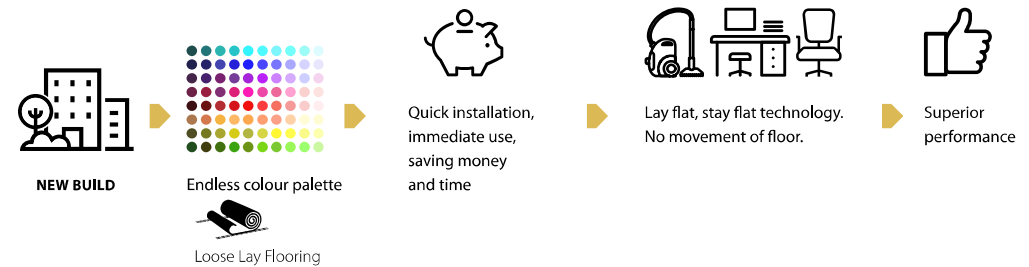 NEW BUILD
Endless colour palette
Loose Lay Flooring
Quick installation,
immediate use,
saving money
and time
Lay flat, stay flat technology.
No movement of floor.
Superior
performance